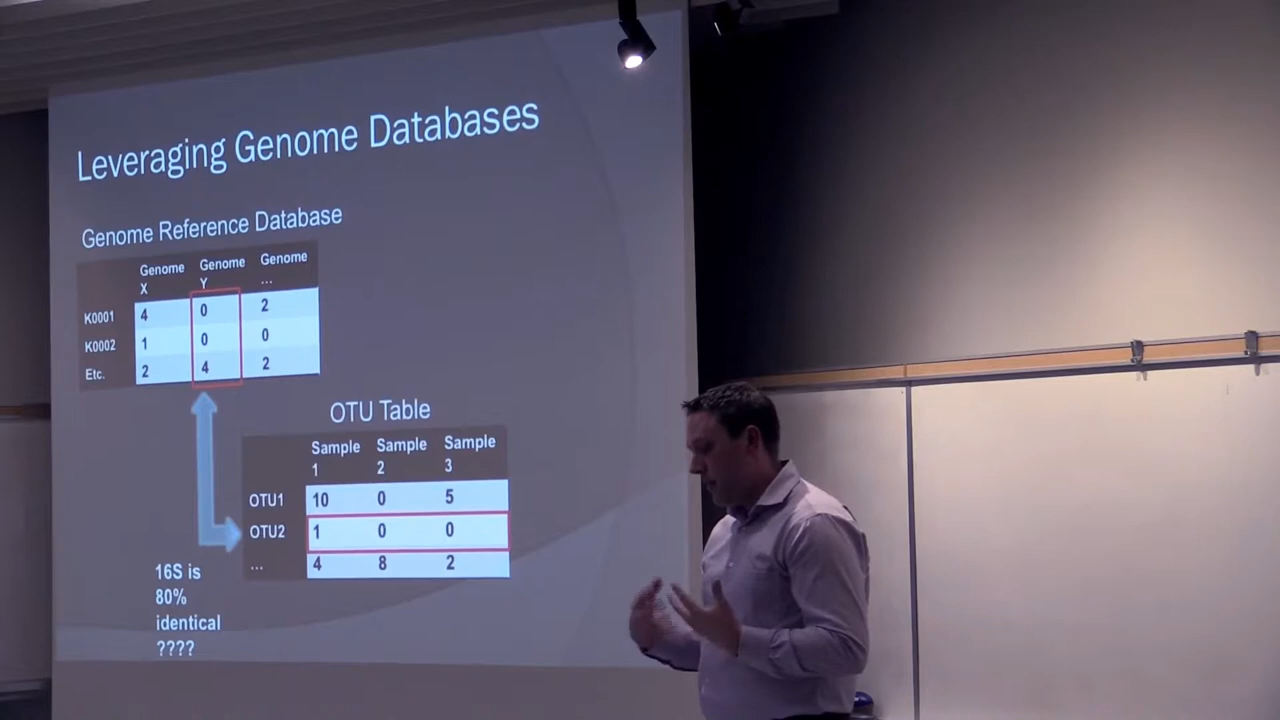 Leveraging Genome Databases
Genome Reference Database
Genome X Genome Y Genome ...
K0001 4 0 2
K0002 1 0 0
Etc. 2 4 2
OTU Table
Sample 1 Sample 2 Sample 3
OTU1 10 0 5
OTU2 1 0 0
... 4 8 2
16S is
80%
identical
????